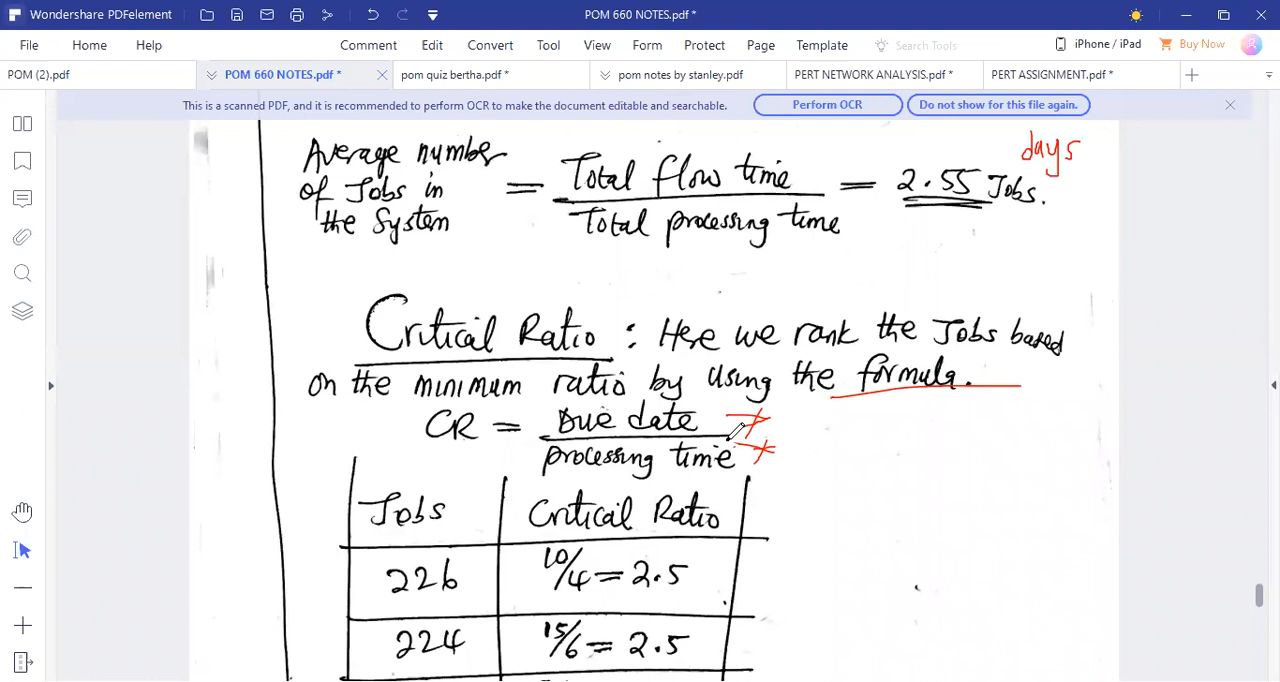 Wondershare PDFelement
POM 660 NOTES.pdf *
File Home Help Comment Edit Convert Tool View Form Protect Page Template Search Tools iPhone / iPad Buy Now
POM (2).pdf POM 660 NOTES.pdf * pom quiz bertha.pdf * pom notes by stanley.pdf PERT NETWORK ANALYSIS.pdf * PERT ASSIGNMENT.pdf *
This is a scanned PDF, and it is recommended to perform OCR to make the document editable and searchable. Perform OCR Do not show for this file again.
days
Average number
of Jobs in
the System
= Total flow time = 2.55 Jobs.
Total processing time
Critical Ratio : Here we rank the Jobs based
on the minimum ratio by using the formula.
CR = Due date
processing time
Jobs Critical Ratio
226 10/4 = 2.5
224 15/6 = 2.5